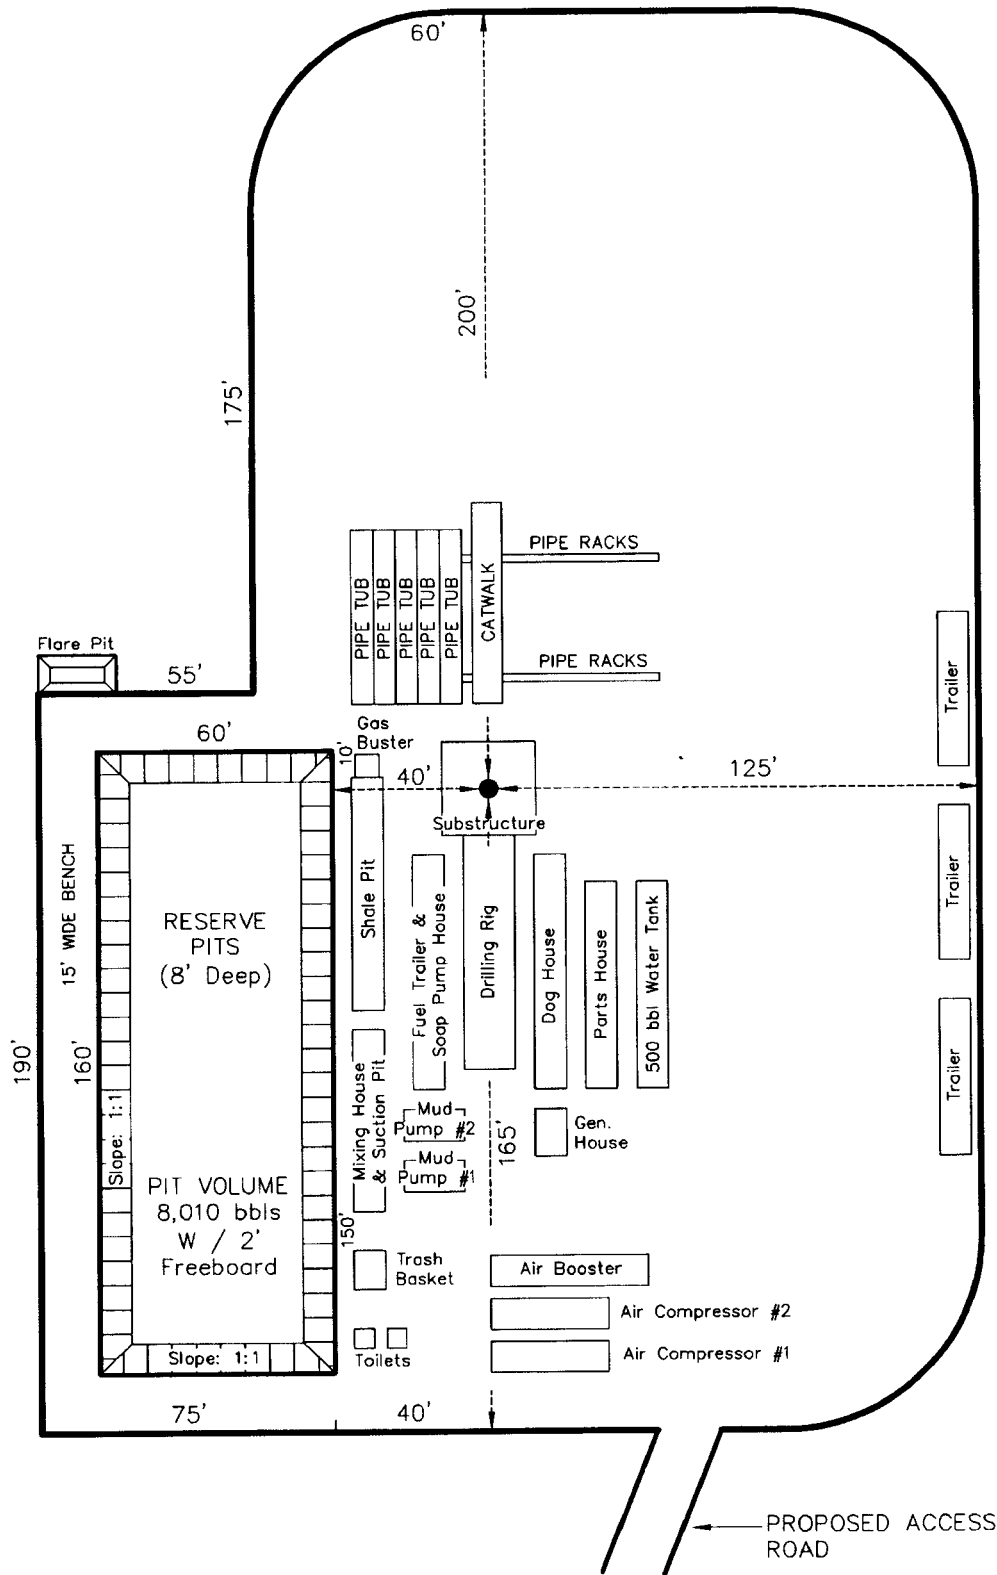 60'
200'
175'
PIPE TUB
PIPE TUB
PIPE TUB
PIPE TUB
PIPE TUB
CATWALK
PIPE RACKS
PIPE RACKS
Trailer
Flare Pit
55'
60'
Gas
Buster
10'
40'
125'
Substructure
15' WIDE BENCH
RESERVE
PITS
(8' Deep)
Shale Pit
Fuel Trailer &
Soap Pump House
Drilling Rig
Dog House
Parts House
500 bbl Water Tank
Trailer
190'
160'
Slope: 1:1
Mixing House
& Suction Pit
Mud
Pump #2
Mud
Pump #1
165'
Gen.
House
Trailer
PIT VOLUME
8,010 bbls
W / 2'
Freeboard
150'
Trash
Basket
Air Booster
Air Compressor #2
Slope: 1:1
Toilets
Air Compressor #1
75'
40'
PROPOSED ACCESS
ROAD